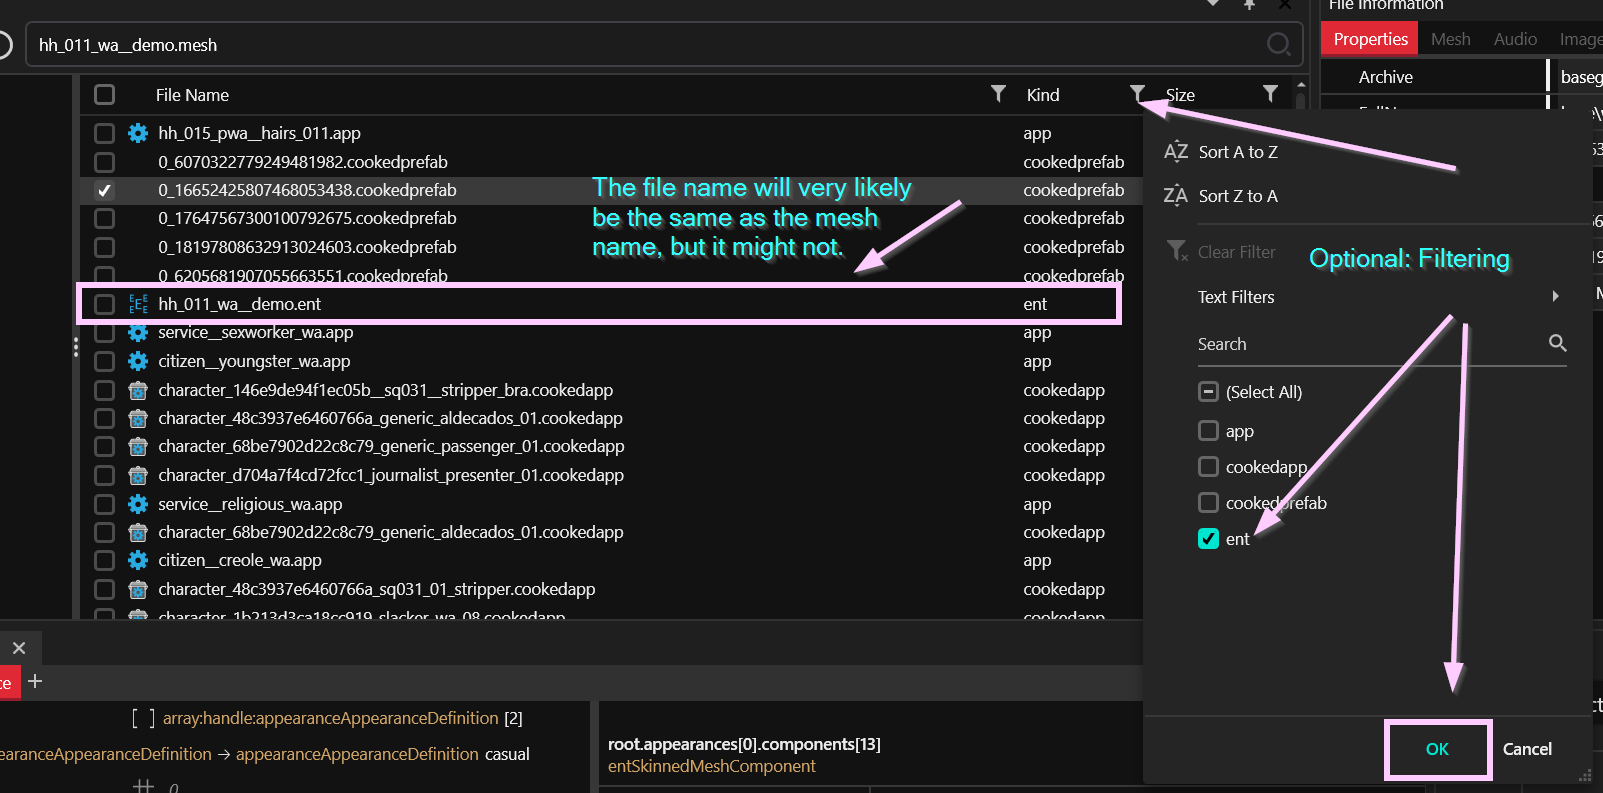 File Information
hh_011_wa__demo.mesh
Properties Mesh Audio Image
File Name Kind Size
Archive baseg
hh_015_pwa__hairs_011.app app
0_6070322779249481982.cookedprefab cookedprefab
0_16652425807468053438.cookedprefab cookedprefab
0_17647567300100792675.cookedprefab cookedprefab
0_18197808632913024603.cookedprefab cookedprefab
0_6205681907055663551.cookedprefab cookedprefab
hh_011_wa__demo.ent ent
service__sexworker_wa.app app
citizen__youngster_wa.app app
character_146e9de94f1ec05b__sq031__stripper_bra.cookedapp cookedapp
character_48c3937e6460766a_generic_aldecados_01.cookedapp cookedapp
character_68be7902d22c8c79_generic_passenger_01.cookedapp cookedapp
character_d704a7f4cd72fcc1_journalist_presenter_01.cookedapp cookedapp
service__religious_wa.app app
character_68be7902d22c8c79_generic_aldecados_01.cookedapp cookedapp
citizen__creole_wa.app app
character_48c3937e6460766a_sq031_01_stripper.cookedapp cookedapp
character_1b213d3ca18cc919_slacker_wa_08.cookedapp cookedapp
The file name will very likely
be the same as the mesh
name, but it might not.
Sort A to Z
Sort Z to A
Clear Filter
Optional: Filtering
Text Filters
Search
(Select All)
app
cookedapp
cookedprefab
ent
OK Cancel
ce
[ ] array:handle:appearanceAppearanceDefinition [2]
earanceAppearanceDefinition → appearanceAppearanceDefinition casual
0
root.appearances[0].components[13]
entSkinnedMeshComponent